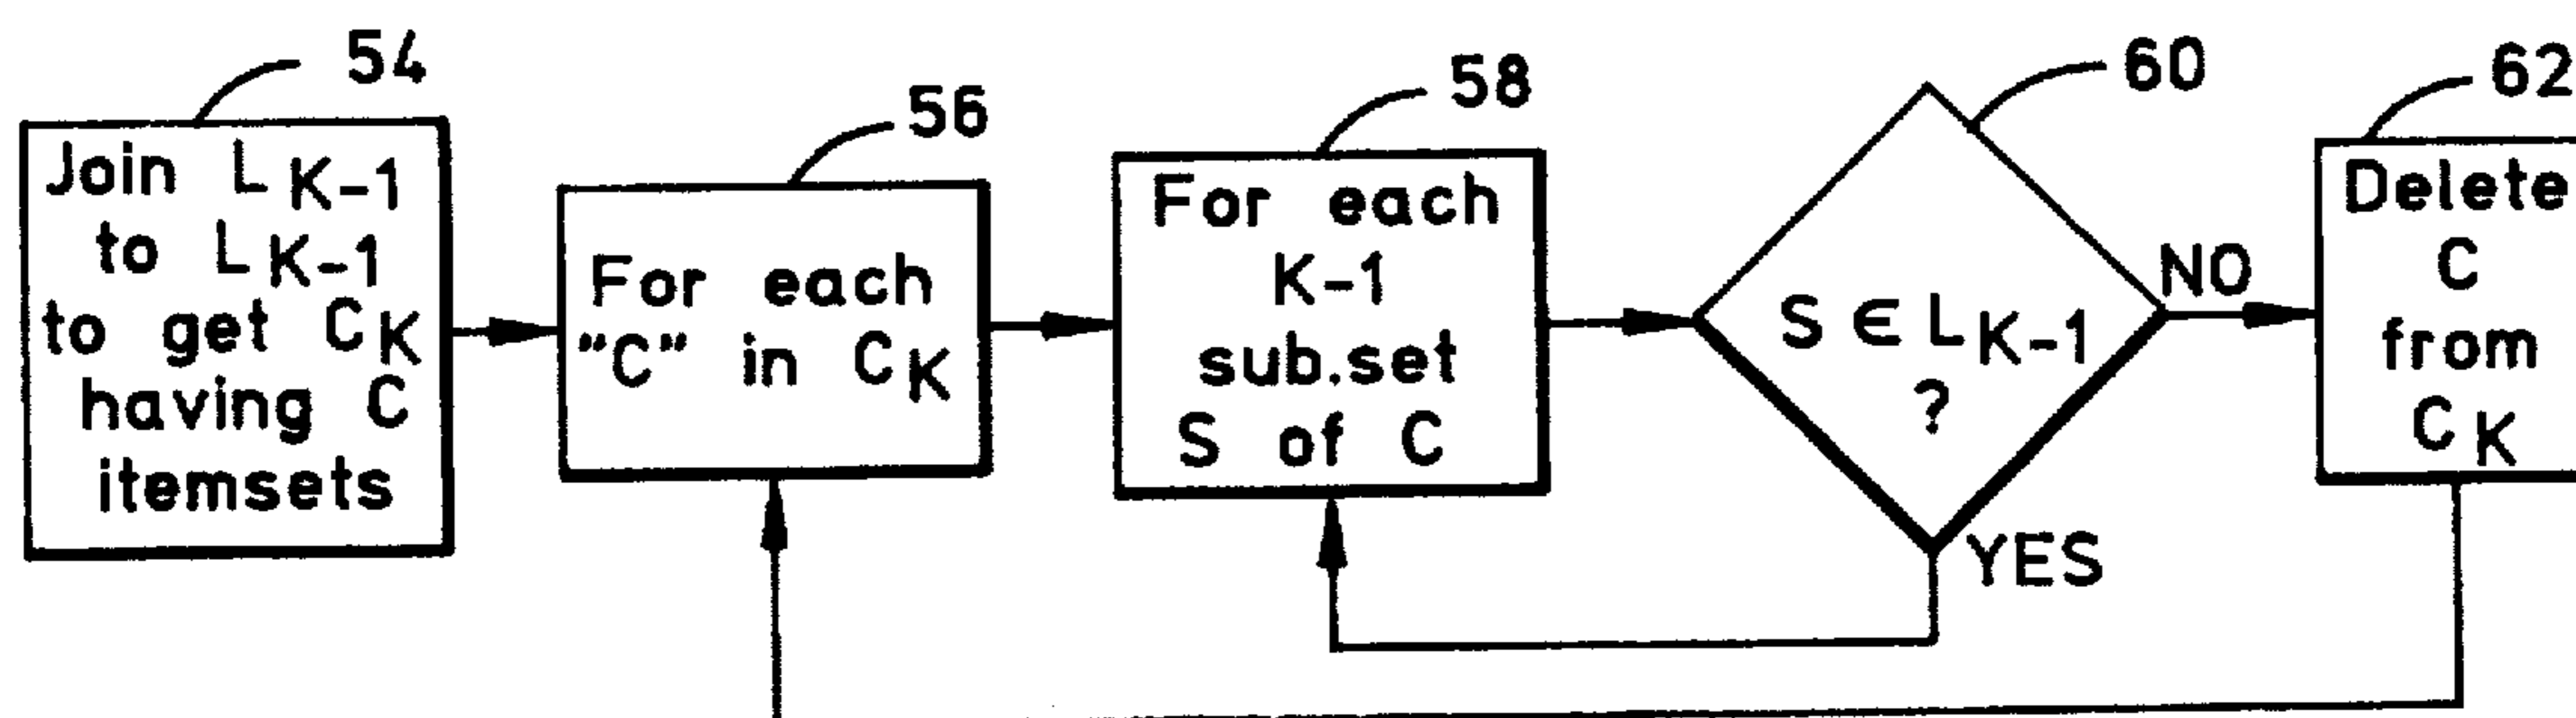 54
Join L K-1
to L K-1
to get C K
having C
itemsets
56
For each
"C" in C K
58
For each
K-1
sub.set
S of C
60
S ∈ L K-1
?
NO
YES
62
Delete
C
from
C K